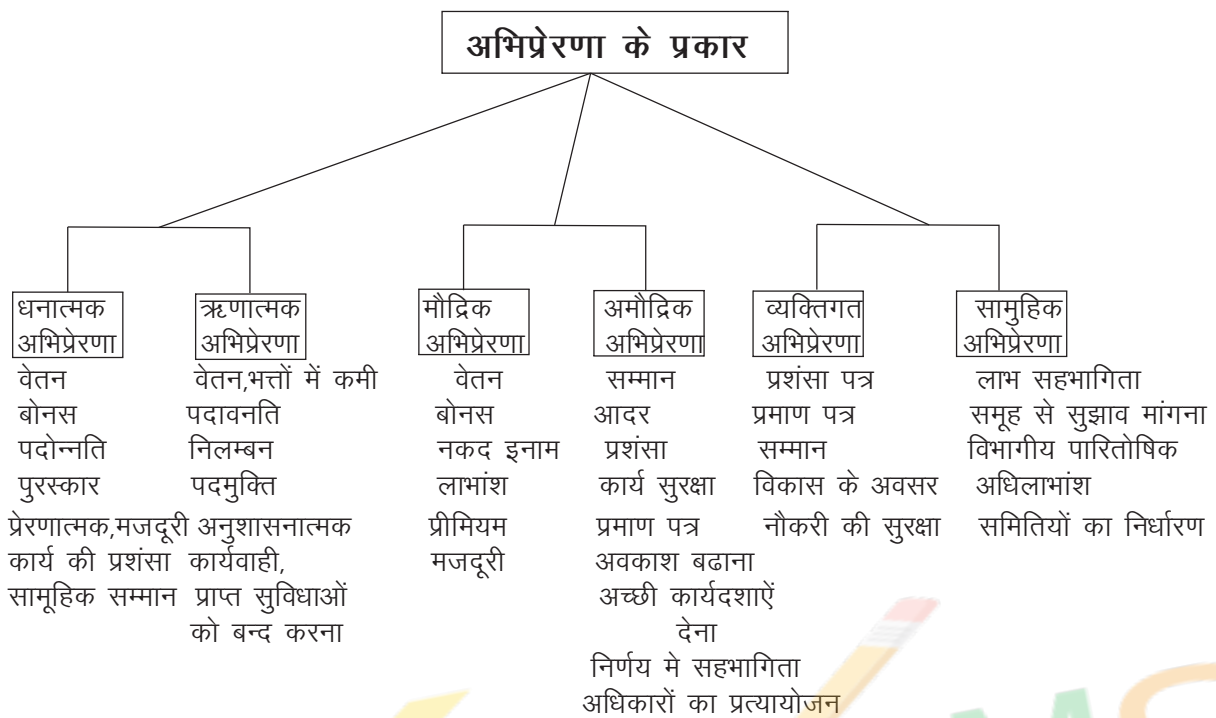 अभिप्रेरणा के प्रकार
धनात्मक
अभिप्रेरणा
वेतन
बोनस
पदोन्नति
पुरस्कार
प्रेरणात्मक,मजदूरी
कार्य की प्रशंसा
सामूहिक सम्मान
ऋणात्मक
अभिप्रेरणा
वेतन,भत्तों में कमी
पदावनति
निलम्बन
पदमुक्ति
अनुशासनात्मक
कार्यवाही,
प्राप्त सुविधाओं
को बन्द करना
मौद्रिक
अभिप्रेरणा
वेतन
बोनस
नकद इनाम
लाभांश
प्रीमियम
मजदूरी
अमौद्रिक
अभिप्रेरणा
सम्मान
आदर
प्रशंसा
कार्य सुरक्षा
प्रमाण पत्र
अवकाश बढाना
अच्छी कार्यदशाऐं
देना
निर्णय मे सहभागिता
अधिकारों का प्रत्यायोजन
व्यक्तिगत
अभिप्रेरणा
प्रशंसा पत्र
प्रमाण पत्र
सम्मान
विकास के अवसर
नौकरी की सुरक्षा
सामुहिक
अभिप्रेरणा
लाभ सहभागिता
समूह से सुझाव मांगना
विभागीय पारितोषिक
अधिलाभांश
समितियों का निर्धारण